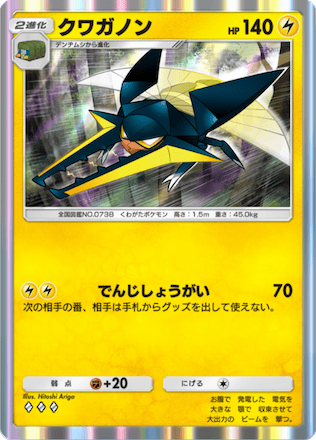 2進化
クワガノン
HP 140
デンヂムシから進化
全国図鑑NO.0738 くわがたポケモン 高さ：1.5m 重さ：45.0kg
でんじしょうがい 70
次の相手の番、相手は手札からグッズを出して使えない。
弱点 +20 にげる
Illus. Hitoshi Ariga
お腹で 発電した 電気を
大きな 顎で 収束させて
大出力の ビームを 放つ。